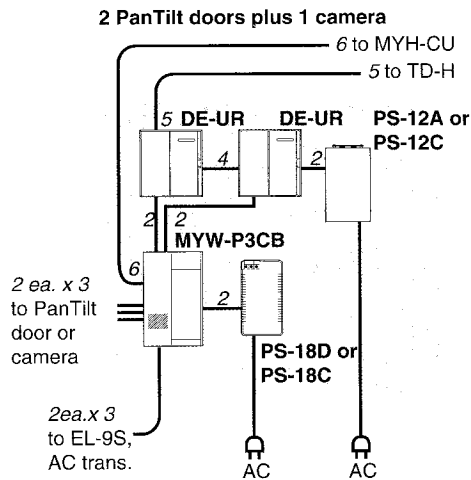 2 PanTilt doors plus 1 camera
6 to MYH-CU
5 to TD-H
5 DE-UR
DE-UR
PS-12A or
PS-12C
4
2
2
2
MYW-P3CB
6
2 ea. x 3
to PanTilt
door or
camera
2
PS-18D or
PS-18C
2ea.x 3
to EL-9S,
AC trans.
AC
AC